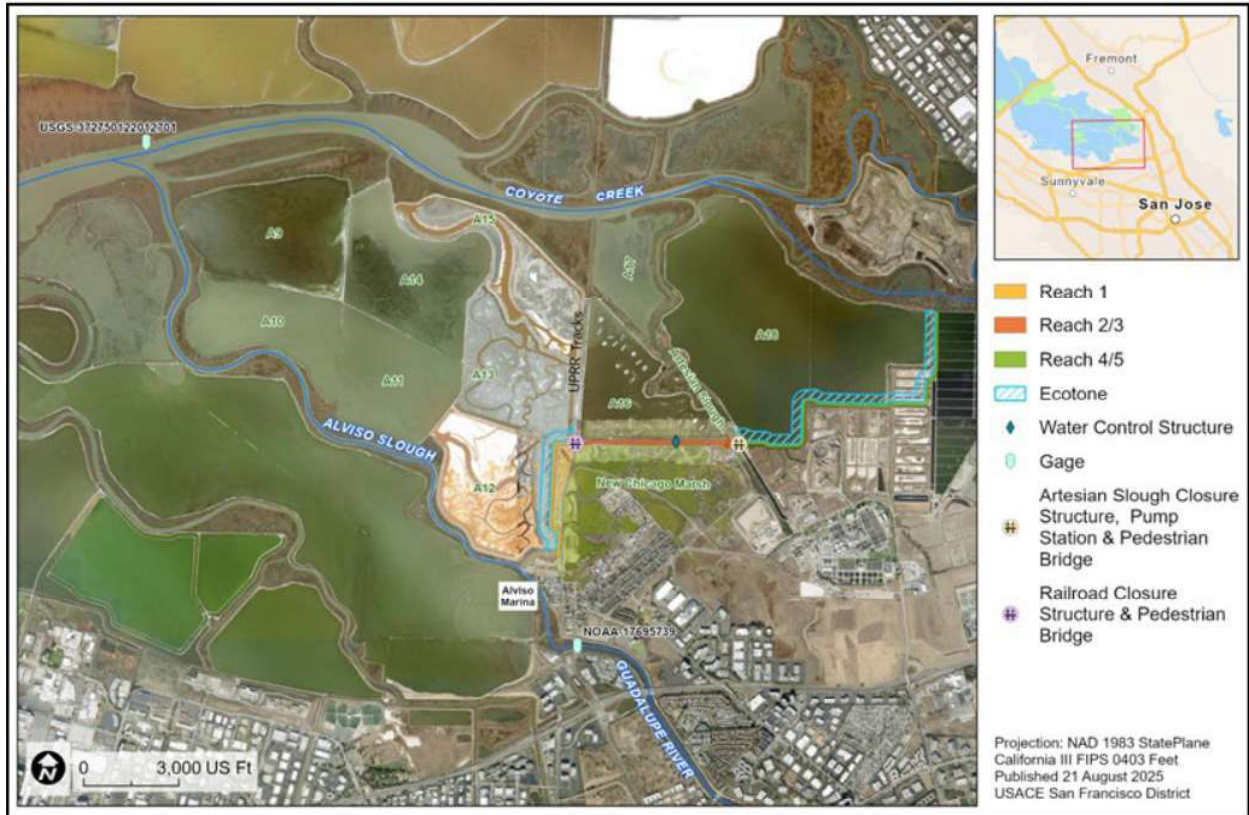 USGS-372750122012701
COYOTE CREEK
A15
A9
A14
A17
A10
A18
UPRR Tracks
Artesian Slough
A11
A13
A16
ALVISO SLOUGH
A12
New Chicago Marsh
Alviso
Marina
NOAA-17695739
GUADALUPE RIVER
N
0 3,000 US Ft
Fremont
Sunnyvale
San Jose
Reach 1
Reach 2/3
Reach 4/5
Ecotone
Water Control Structure
Gage
Artesian Slough Closure
Structure, Pump
Station & Pedestrian
Bridge
Railroad Closure
Structure & Pedestrian
Bridge
Projection: NAD 1983 StatePlane
California III FIPS 0403 Feet
Published 21 August 2025
USACE San Francisco District